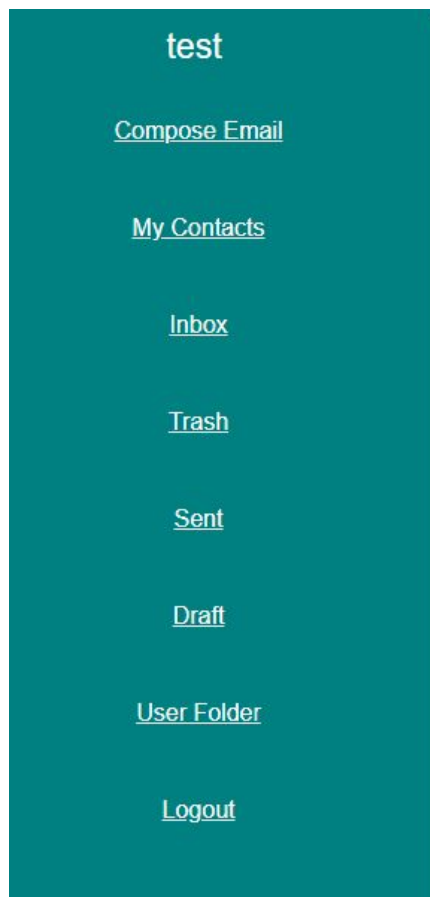 test
Compose Email
My Contacts
Inbox
Trash
Sent
Draft
User Folder
Logout